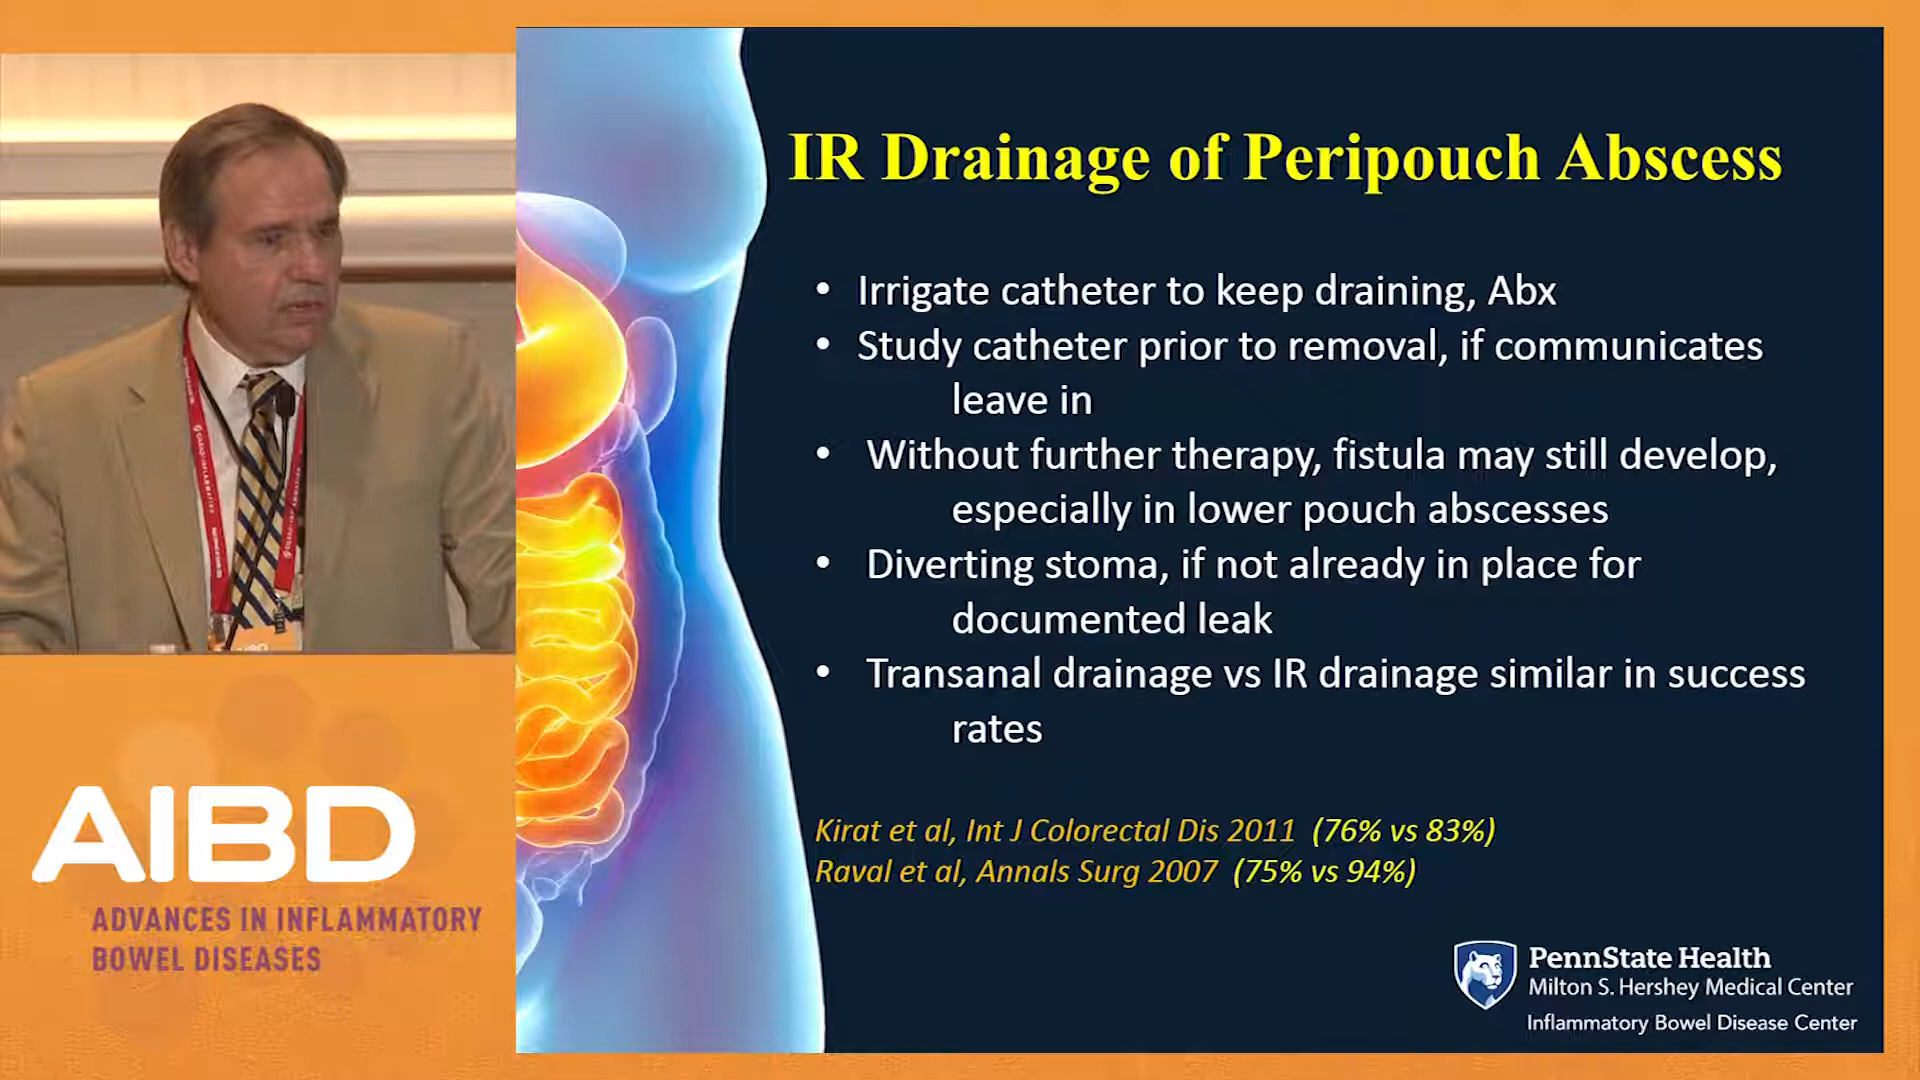 IR Drainage of Peripouch Abscess
• Irrigate catheter to keep draining, Abx
• Study catheter prior to removal, if communicates
leave in
• Without further therapy, fistula may still develop,
especially in lower pouch abscesses
• Diverting stoma, if not already in place for
documented leak
• Transanal drainage vs IR drainage similar in success
rates
Kirat et al, Int J Colorectal Dis 2011 (76% vs 83%)
Raval et al, Annals Surg 2007 (75% vs 94%)
PennState Health
Milton S. Hershey Medical Center
Inflammatory Bowel Disease Center
AIBD
ADVANCES IN INFLAMMATORY
BOWEL DISEASES